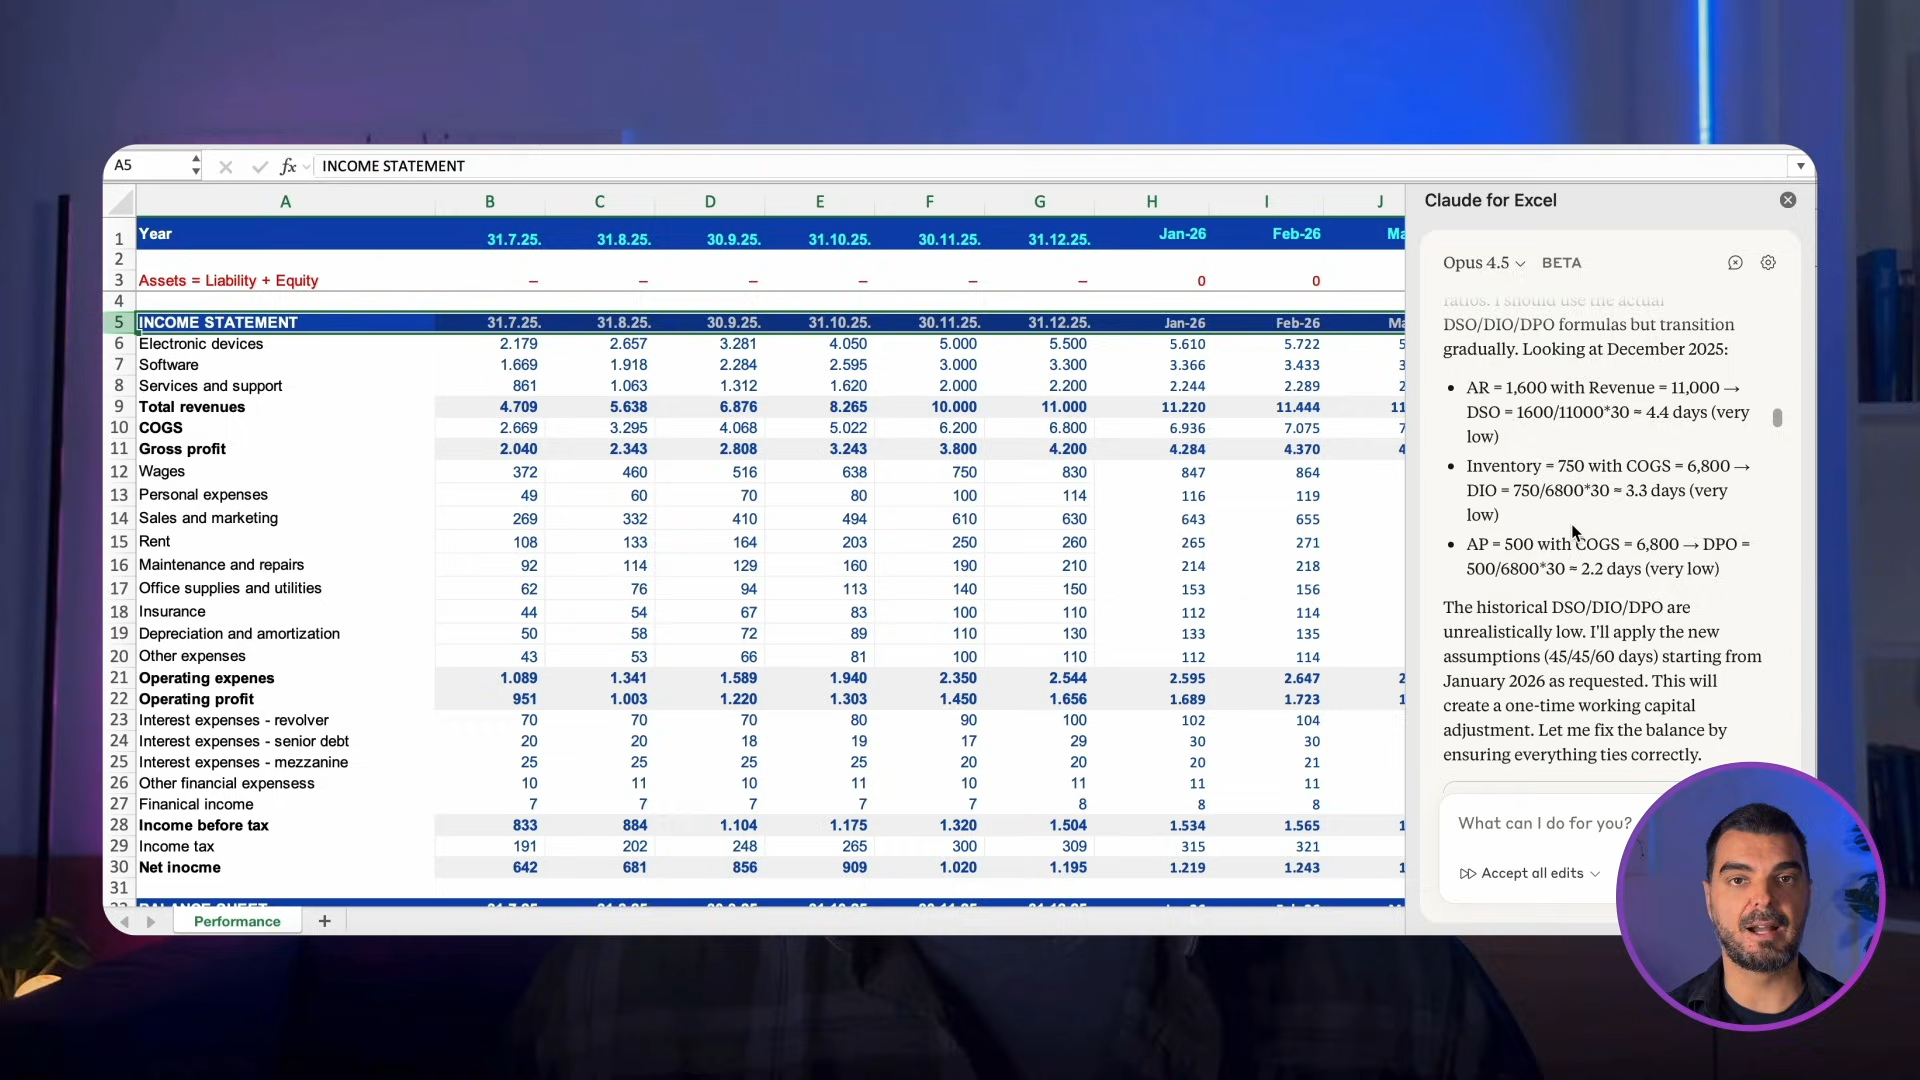 A5
fx
INCOME STATEMENT
A B C D E F G H I J
1 Year 31.7.25. 31.8.25. 30.9.25. 31.10.25. 30.11.25. 31.12.25. Jan-26 Feb-26 Ma
2
3 Assets = Liability + Equity – – – – – – 0 0
4
5 INCOME STATEMENT 31.7.25. 31.8.25. 30.9.25. 31.10.25. 30.11.25. 31.12.25. Jan-26 Feb-26 Ma
6 Electronic devices 2.179 2.657 3.281 4.050 5.000 5.500 5.610 5.722 5
7 Software 1.669 1.918 2.284 2.595 3.000 3.300 3.366 3.433 3
8 Services and support 861 1.063 1.312 1.620 2.000 2.200 2.244 2.289 2
9 Total revenues 4.709 5.638 6.876 8.265 10.000 11.000 11.220 11.444 11
10 COGS 2.669 3.295 4.068 5.022 6.200 6.800 6.936 7.075 7
11 Gross profit 2.040 2.343 2.808 3.243 3.800 4.200 4.284 4.370 4
12 Wages 372 460 516 638 750 830 847 864
13 Personal expenses 49 60 70 80 100 114 116 119
14 Sales and marketing 269 332 410 494 610 630 643 655
15 Rent 108 133 164 203 250 260 265 271
16 Maintenance and repairs 92 114 129 160 190 210 214 218
17 Office supplies and utilities 62 76 94 113 140 150 153 156
18 Insurance 44 54 67 83 100 110 112 114
19 Depreciation and amortization 50 58 72 89 110 130 133 135
20 Other expenses 43 53 66 81 100 110 112 114
21 Operating expenes 1.089 1.341 1.589 1.940 2.350 2.544 2.595 2.647 2
22 Operating profit 951 1.003 1.220 1.303 1.450 1.656 1.689 1.723 1
23 Interest expenses - revolver 70 70 70 80 90 100 102 104
24 Interest expenses - senior debt 20 20 18 19 17 29 30 30
25 Interest expenses - mezzanine 25 25 25 25 20 20 20 21
26 Other financial expensess 10 11 10 11 10 11 11 11
27 Finanical income 7 7 7 7 7 8 8 8
28 Income before tax 833 884 1.104 1.175 1.320 1.504 1.534 1.565 1
29 Income tax 191 202 248 265 300 309 315 321
30 Net inocme 642 681 856 909 1.020 1.195 1.219 1.243 1
31
Performance
Claude for Excel
Opus 4.5 BETA
ratios. I should use the actual
DSO/DIO/DPO formulas but transition
gradually. Looking at December 2025:
• AR = 1,600 with Revenue = 11,000 →
DSO = 1600/11000*30 ≈ 4.4 days (very
low)
• Inventory = 750 with COGS = 6,800 →
DIO = 750/6800*30 ≈ 3.3 days (very
low)
• AP = 500 with COGS = 6,800 → DPO =
500/6800*30 ≈ 2.2 days (very low)
The historical DSO/DIO/DPO are
unrealistically low. I'll apply the new
assumptions (45/45/60 days) starting from
January 2026 as requested. This will
create a one-time working capital
adjustment. Let me fix the balance by
ensuring everything ties correctly.
What can I do for you?
Accept all edits